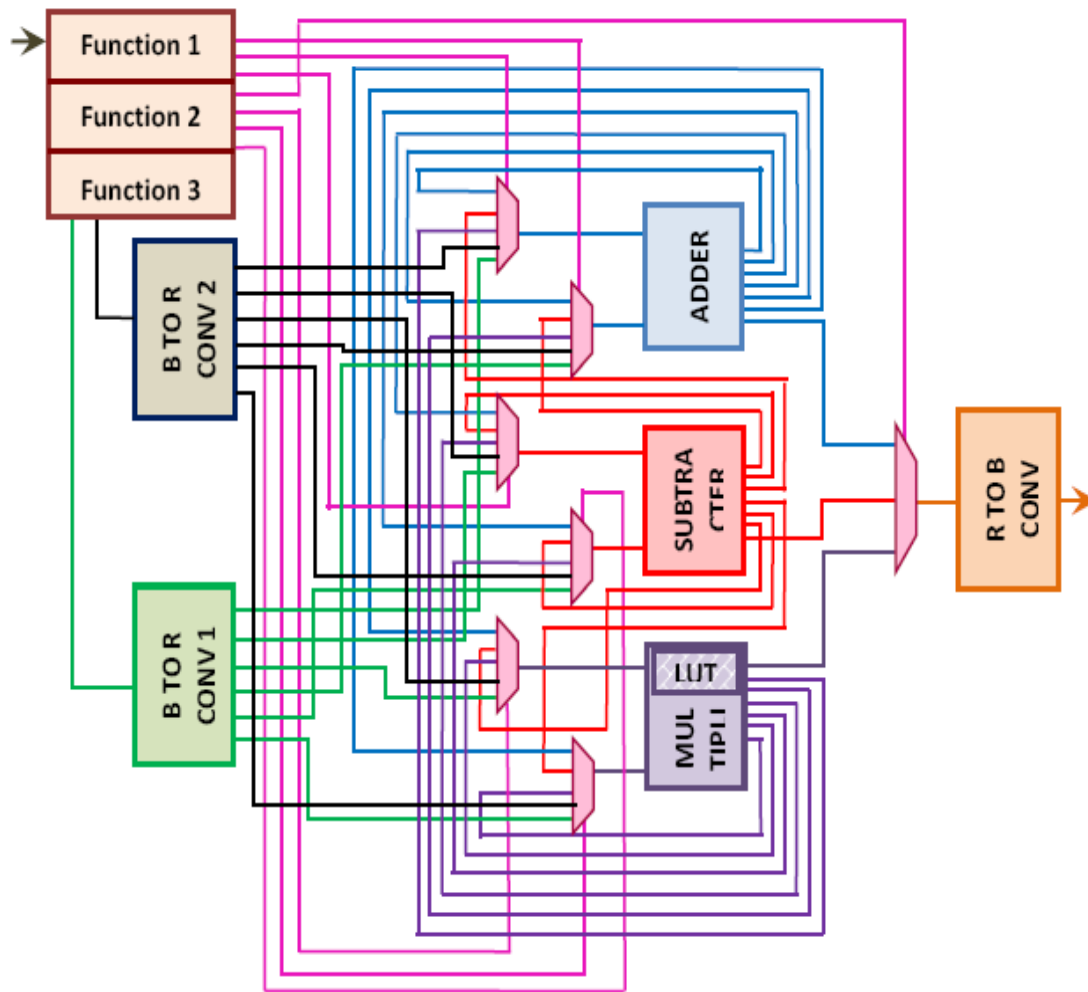 Function 1
Function 2
Function 3
B TO R
CONV 2
ADDER
SUBTRA
CTER
R TO B
CONV
B TO R
CONV 1
LUT
MUL
TIPLI